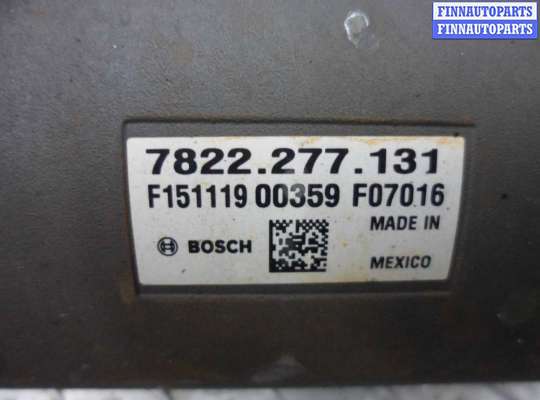 FINNAUTOPARTS
FINNAUTOPARTS
7822.277.131
F151119 00359 F07016
MADE IN
BOSCH
MEXICO